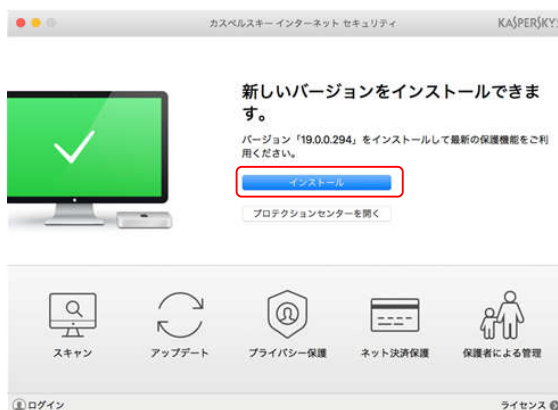 カスペルスキー インターネット セキュリティ
KASPERSKY
新しいバージョンをインストールできま
す。
バージョン「19.0.0.294」をインストールして最新の保護機能をご利
用ください。
インストール
プロテクションセンターを開く
スキャン
アップデート
プライバシー保護
ネット決済保護
保護者による管理
ログイン
ライセンス